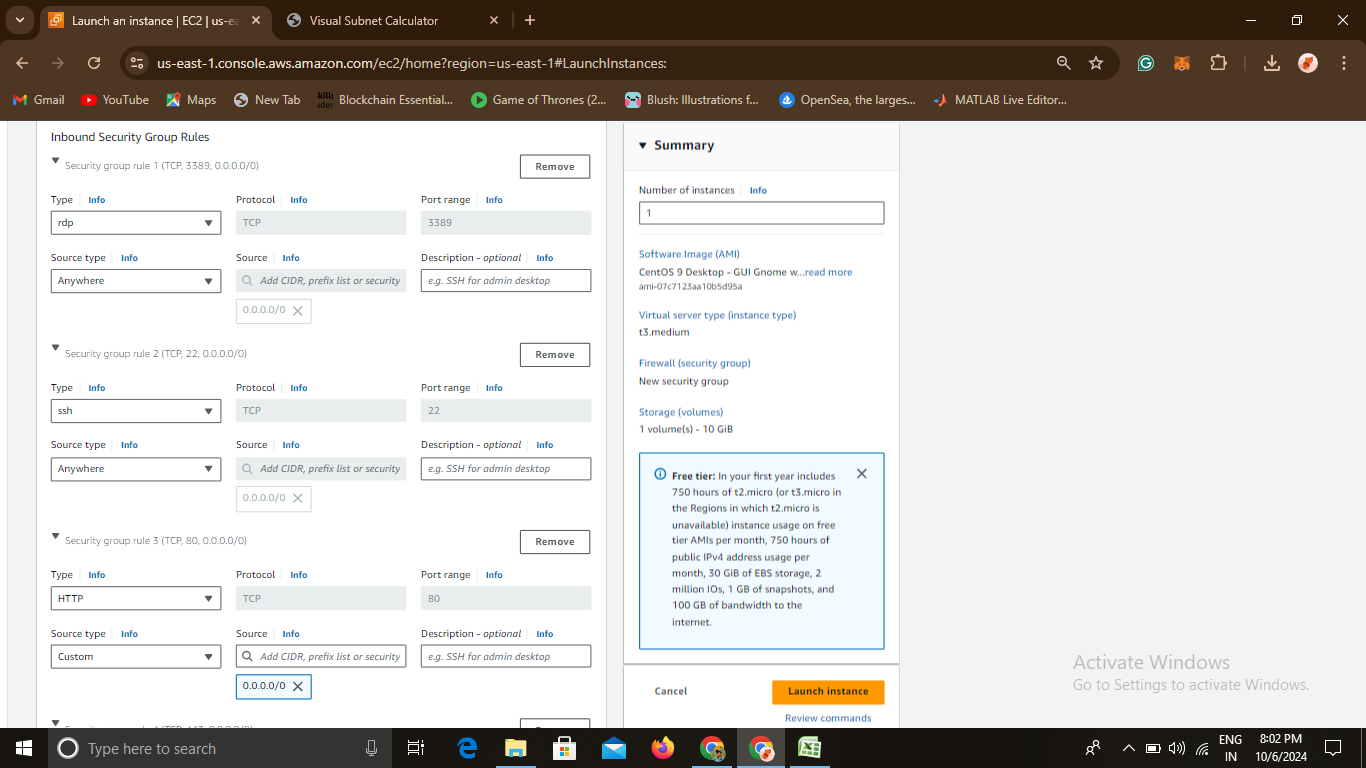 Launch an instance | EC2 | us-ea
Visual Subnet Calculator
us-east-1.console.aws.amazon.com/ec2/home?region=us-east-1#LaunchInstances:
Gmail
YouTube
Maps
New Tab
Blockchain Essential...
Game of Thrones (2...
Blush: Illustrations f...
OpenSea, the larges...
MATLAB Live Editor...
Inbound Security Group Rules
Security group rule 1 (TCP, 3389, 0.0.0.0/0)
Remove
Type Info
Protocol Info
Port range Info
rdp
TCP
3389
Source type Info
Source Info
Description - optional Info
Anywhere
Add CIDR, prefix list or security
e.g. SSH for admin desktop
0.0.0.0/0
Security group rule 2 (TCP, 22, 0.0.0.0/0)
Remove
Type Info
Protocol Info
Port range Info
ssh
TCP
22
Source type Info
Source Info
Description - optional Info
Anywhere
Add CIDR, prefix list or security
e.g. SSH for admin desktop
0.0.0.0/0
Security group rule 3 (TCP, 80, 0.0.0.0/0)
Remove
Type Info
Protocol Info
Port range Info
HTTP
TCP
80
Source type Info
Source Info
Description - optional Info
Custom
Add CIDR, prefix list or security
e.g. SSH for admin desktop
0.0.0.0/0
Summary
Number of instances Info
1
Software Image (AMI)
CentOS 9 Desktop - GUI Gnome w...read more
ami-07c7123aa10b5d95a
Virtual server type (instance type)
t3.medium
Firewall (security group)
New security group
Storage (volumes)
1 volume(s) - 10 GiB
Free tier: In your first year includes
750 hours of t2.micro (or t3.micro in
the Regions in which t2.micro is
unavailable) instance usage on free
tier AMIs per month, 750 hours of
public IPv4 address usage per
month, 30 GiB of EBS storage, 2
million IOs, 1 GB of snapshots, and
100 GB of bandwidth to the
internet.
Cancel
Launch instance
Review commands
Activate Windows
Go to Settings to activate Windows.
Type here to search
ENG
IN
8:02 PM
10/6/2024